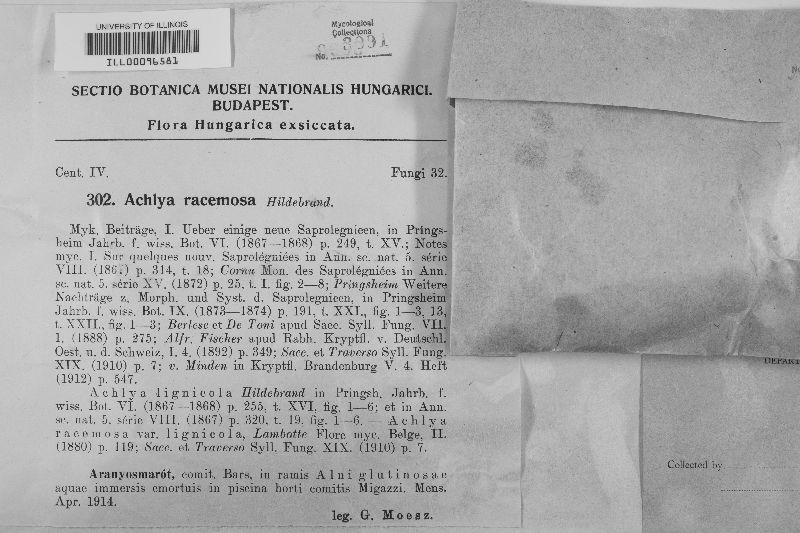 UNIVERSITY OF ILLINOIS
ILL00096581
Mycological
Collections
No.
SECTIO BOTANICA MUSEI NATIONALIS HUNGARICI.
BUDAPEST.
Flora Hungarica exsiccata.
Cent. IV. Fungi 32.
302. Achlya racemosa Hildebrand.
Myk. Beiträge, I. Ueber einige neue Saprolegnieen, in Prings-
heim Jahrb. f. wiss. Bot. VI. (1867—1868) p. 249, t. XV.; Notes
myc. I. Sur quelques nouv. Saprolégniées in Ann. sc. nat. 5. série
VIII. (1867) p. 314, t. 18; Cornu Mon. des Saprolégniées in Ann.
sc. nat. 5. série XV. (1872) p. 25, t. I. fig. 2—8; Pringsheim Weitere
Nachträge z. Morph. und Syst. d. Saprolegnieen, in Pringsheim
Jahrb. f. wiss. Bot. IX. (1873—1874) p. 191, t. XXI., fig. 1—3, 13,
t. XXII., fig. 1—3; Berlese et De Toni apud Sacc. Syll. Fung. VII.
1. (1888) p. 275; Alfr. Fischer apud Rabh. Kryptfl. v. Deutschl.
Oest. u. d. Schweiz, I. 4. (1892) p. 349; Sacc. et Traverso Syll. Fung.
XIX. (1910) p. 7; v. Minden in Kryptfl. Brandenburg V. 4. Heft
(1912) p. 547.
Achlya lignicola Hildebrand in Pringsh. Jahrb. f.
wiss. Bot. VI. (1867—1868) p. 255, t. XVI, fig. 1—6; et in Ann.
sc. nat. 5. série VIII. (1867) p. 320, t. 19. fig. 1—6. — Achlya
racemosa var. lignicola, Lambotte Flore myc. Belge, II.
(1880) p. 119; Sacc. et Traverso Syll. Fung. XIX. (1910) p. 7.
Aranyosmarót, comit. Bars, in ramis Alni glutinosae
aquae immersis emortuis in piscina horti comitis Migazzi. Mens.
Apr. 1914.
leg. G. Moesz.
DEPART
Collected by